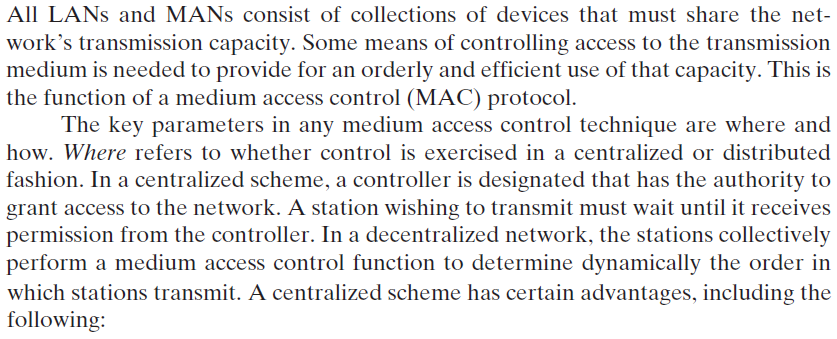 All LANs and MANs consist of collections of devices that must share the net-
work's transmission capacity. Some means of controlling access to the transmission
medium is needed to provide for an orderly and efficient use of that capacity. This is
the function of a medium access control (MAC) protocol.
The key parameters in any medium access control technique are where and
how. Where refers to whether control is exercised in a centralized or distributed
fashion. In a centralized scheme, a controller is designated that has the authority to
grant access to the network. A station wishing to transmit must wait until it receives
permission from the controller. In a decentralized network, the stations collectively
perform a medium access control function to determine dynamically the order in
which stations transmit. A centralized scheme has certain advantages, including the
following: